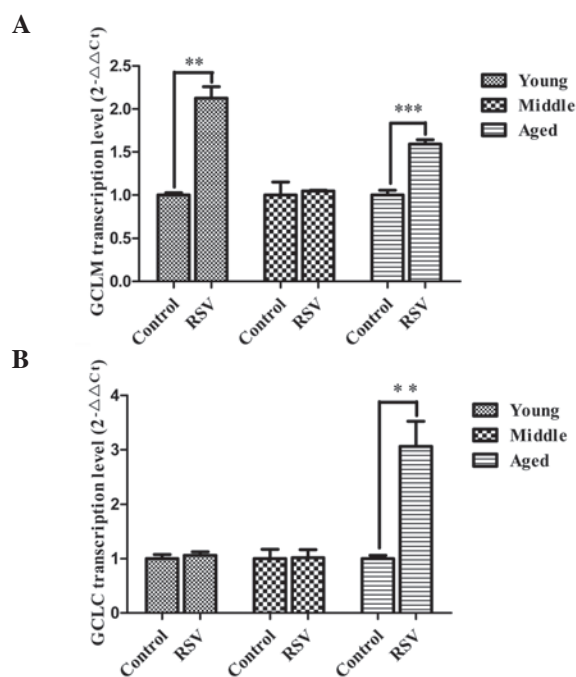 A
GCLM transcription level (2-△△Ct)
2.5
2.0
1.5
1.0
0.5
0.0
**
***
Control
RSV
Control
RSV
Control
RSV
Young
Middle
Aged
B
GCLC transcription level (2-△△Ct)
4
3
2
1
0
* *
Control
RSV
Control
RSV
Control
RSV
Young
Middle
Aged